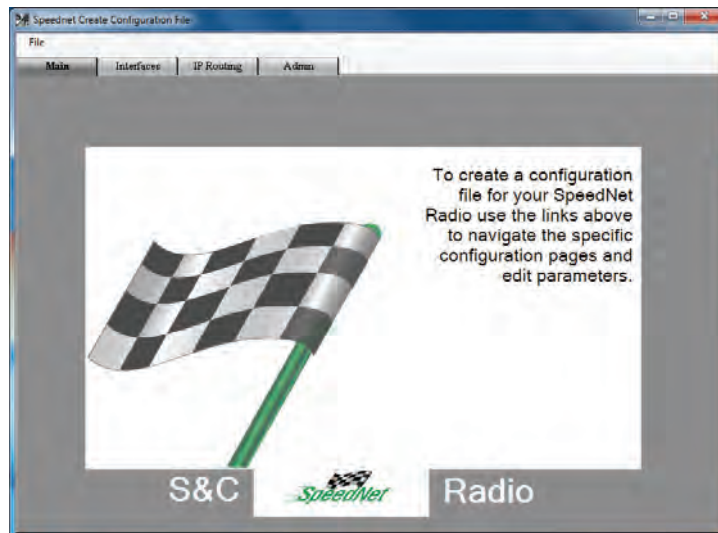 Speednet Create Configuration File
File
Main Interfaces IP Routing Admin
To create a configuration
file for your SpeedNet
Radio use the links above
to navigate the specific
configuration pages and
edit parameters.
S&C SpeedNet Radio